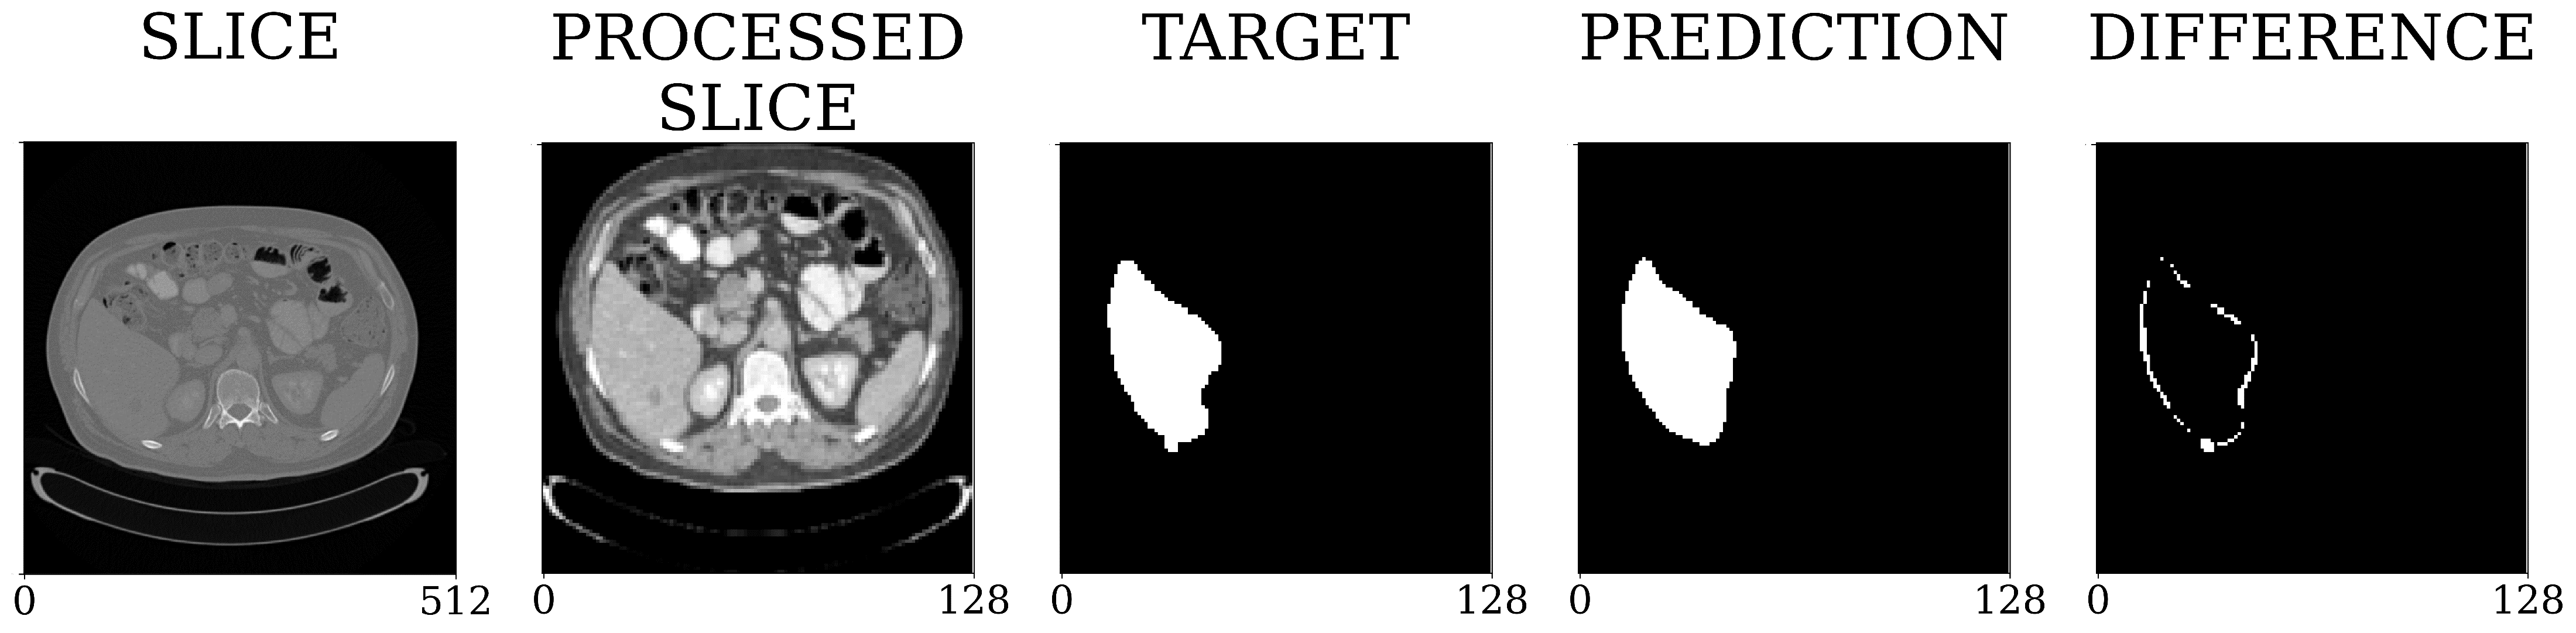 SLICE
PROCESSED
SLICE
TARGET
PREDICTION
DIFFERENCE
0 512
0 128
0 128
0 128
0 128